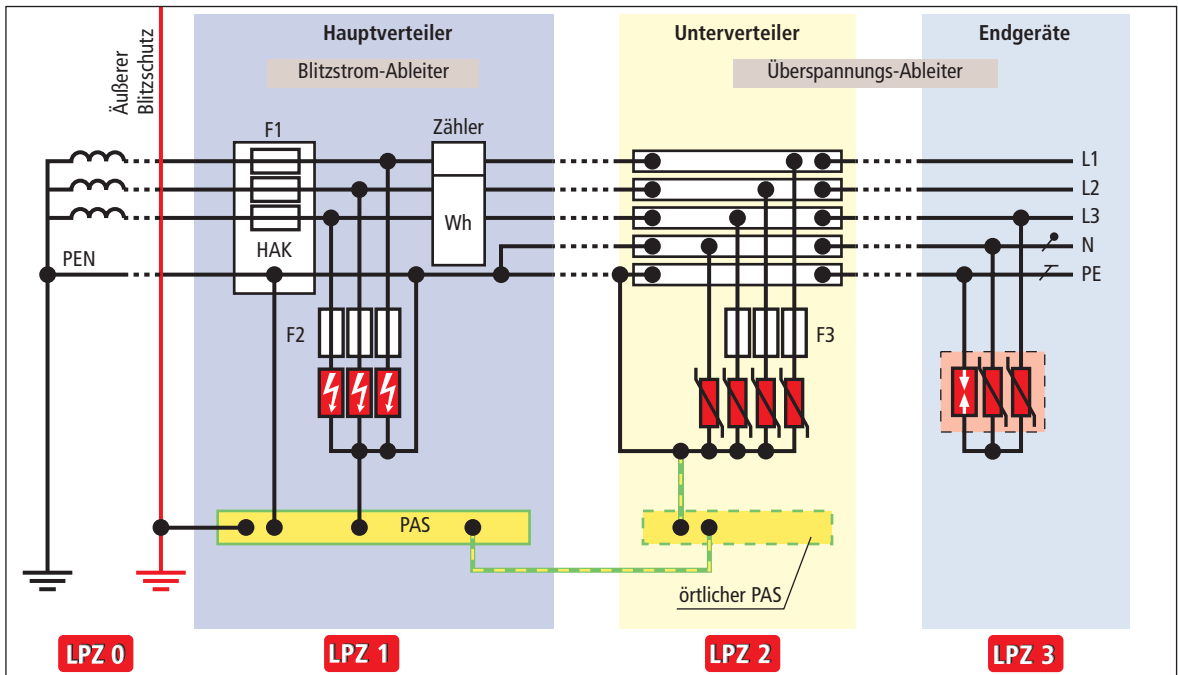 Äußerer
Blitzschutz
Hauptverteiler
Unterverteiler
Endgeräte
Blitzstrom-Ableiter
Überspannungs-Ableiter
F1
Zähler
L1
L2
L3
Wh
HAK
N
PEN
PE
F2
F3
PAS
örtlicher PAS
LPZ 0
LPZ 1
LPZ 2
LPZ 3